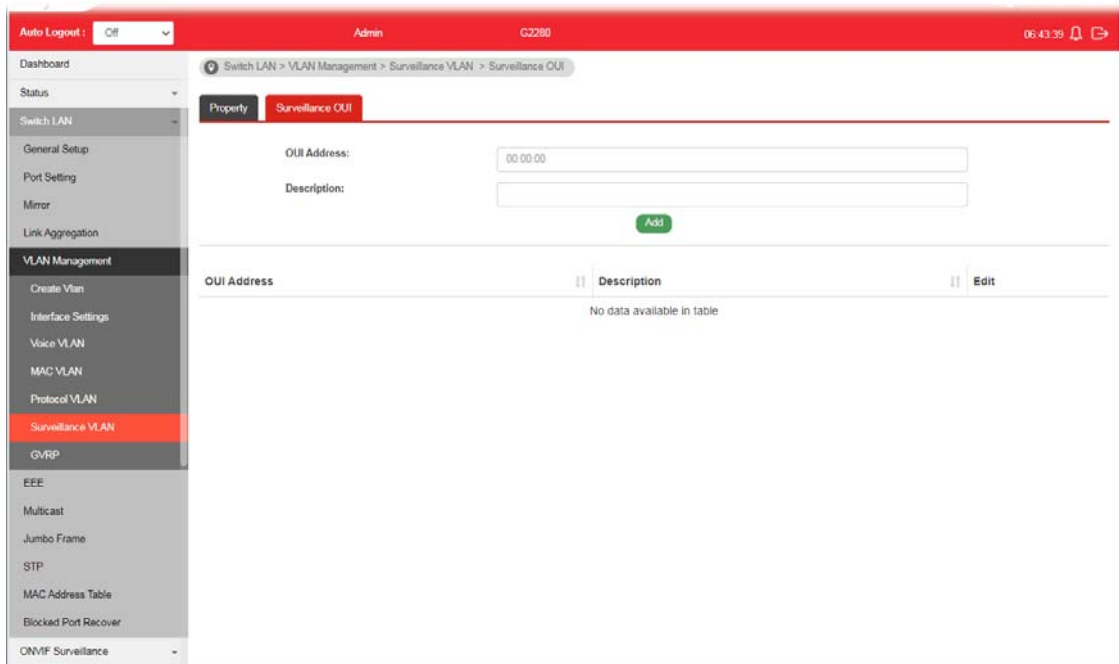 Auto Logout : Off Admin G2280 06:43:39
Dashboard
Status
Switch LAN
General Setup
Port Setting
Mirror
Link Aggregation
VLAN Management
Create Vlan
Interface Settings
Voice VLAN
MAC VLAN
Protocol VLAN
Surveillance VLAN
GVRP
EEE
Multicast
Jumbo Frame
STP
MAC Address Table
Blocked Port Recover
ONVIF Surveillance
Switch LAN > VLAN Management > Surveillance VLAN > Surveillance OUI
Property Surveillance OUI
OUI Address: 00:00:00
Description:
Add
OUI Address Description Edit
No data available in table